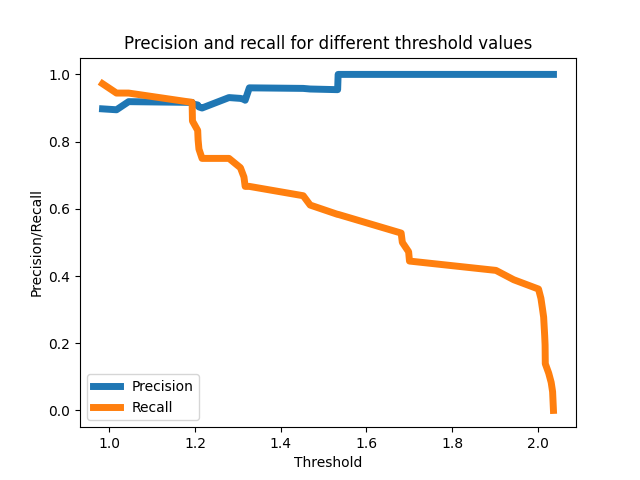 Precision and recall for different threshold values
Precision/Recall
1.0
0.8
0.6
0.4
0.2
0.0
Precision
Recall
1.0 1.2 1.4 1.6 1.8 2.0
Threshold